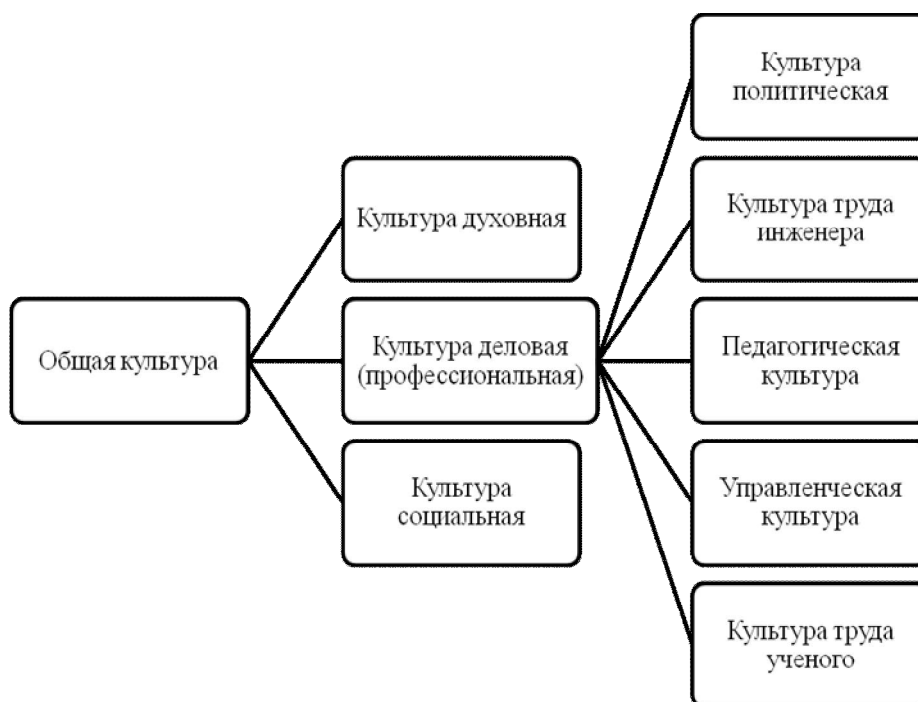 Общая культура
Культура духовная
Культура деловая
(профессиональная)
Культура
социальная
Культура
политическая
Культура труда
инженера
Педагогическая
культура
Управленческая
культура
Культура труда
ученого